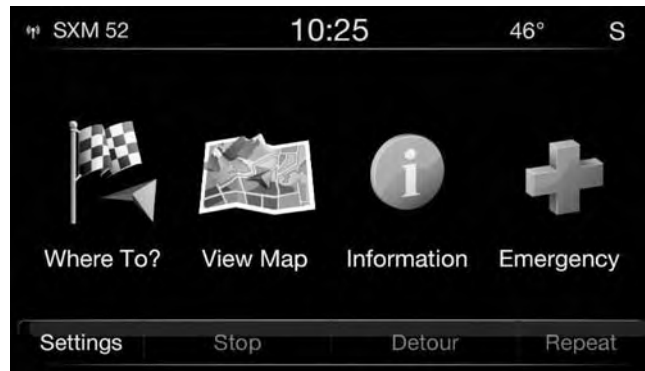 SXM 52 10:25 46° S
Where To? View Map Information Emergency
Settings Stop Detour Repeat